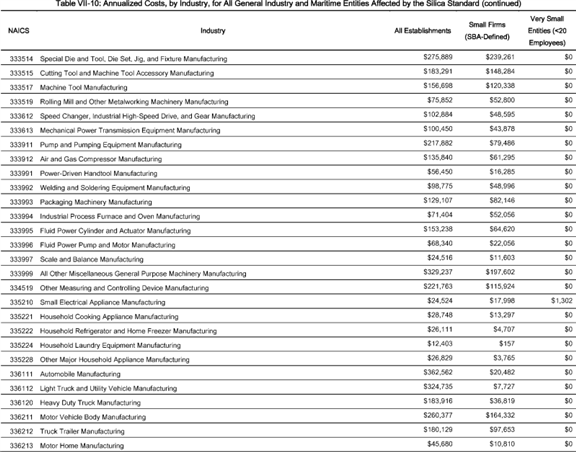 Table VII-10: Annualized Costs, by Industry, for All General Industry and Maritime Entities Affected by the Silica Standard (continued)
NAICS Industry All Establishments Small Firms (SBA-Defined) Very Small Entities (<20 Employees)
333514 Special Die and Tool, Die Set, Jig, and Fixture Manufacturing $275,889 $239,261 $0
333515 Cutting Tool and Machine Tool Accessory Manufacturing $183,291 $148,284 $0
333517 Machine Tool Manufacturing $156,698 $120,338 $0
333519 Rolling Mill and Other Metalworking Machinery Manufacturing $75,852 $52,800 $0
333612 Speed Changer, Industrial High-Speed Drive, and Gear Manufacturing $102,884 $48,595 $0
333613 Mechanical Power Transmission Equipment Manufacturing $100,450 $43,878 $0
333911 Pump and Pumping Equipment Manufacturing $217,882 $79,486 $0
333912 Air and Gas Compressor Manufacturing $135,840 $61,295 $0
333991 Power-Driven Handtool Manufacturing $56,450 $16,285 $0
333992 Welding and Soldering Equipment Manufacturing $98,775 $48,996 $0
333993 Packaging Machinery Manufacturing $129,107 $82,146 $0
333994 Industrial Process Furnace and Oven Manufacturing $71,404 $52,056 $0
333995 Fluid Power Cylinder and Actuator Manufacturing $153,238 $64,620 $0
333996 Fluid Power Pump and Motor Manufacturing $68,340 $22,056 $0
333997 Scale and Balance Manufacturing $24,516 $11,603 $0
333999 All Other Miscellaneous General Purpose Machinery Manufacturing $329,237 $197,602 $0
334519 Other Measuring and Controlling Device Manufacturing $221,763 $115,924 $0
335210 Small Electrical Appliance Manufacturing $24,524 $17,998 $1,302
335221 Household Cooking Appliance Manufacturing $28,748 $13,297 $0
335222 Household Refrigerator and Home Freezer Manufacturing $26,111 $4,707 $0
335224 Household Laundry Equipment Manufacturing $12,403 $157 $0
335228 Other Major Household Appliance Manufacturing $26,829 $3,765 $0
336111 Automobile Manufacturing $362,562 $20,482 $0
336112 Light Truck and Utility Vehicle Manufacturing $324,735 $7,727 $0
336120 Heavy Duty Truck Manufacturing $183,916 $36,819 $0
336211 Motor Vehicle Body Manufacturing $260,377 $164,332 $0
336212 Truck Trailer Manufacturing $180,129 $97,653 $0
336213 Motor Home Manufacturing $45,680 $10,810 $0